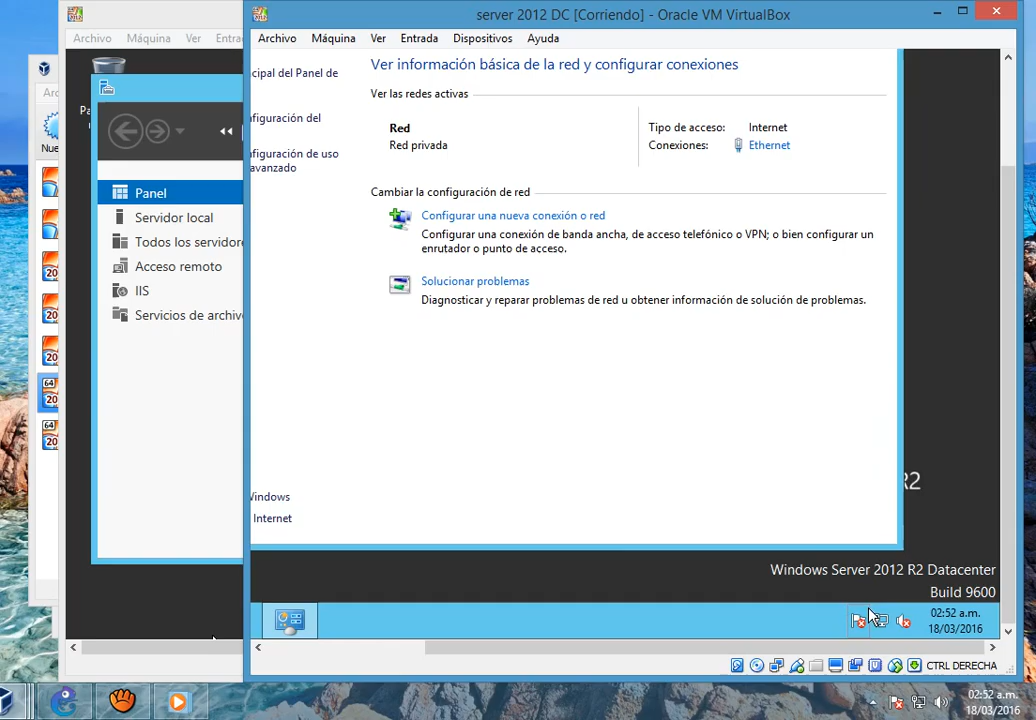 server 2012 DC [Corriendo] - Oracle VM VirtualBox
Archivo Máquina Ver Entra
Archivo Máquina Ver Entrada Dispositivos Ayuda
cipal del Panel de
Ver información básica de la red y configurar conexiones
Ver las redes activas
figuración del
Red
Red privada
Tipo de acceso: Internet
Conexiones: Ethernet
figuración de uso
avanzado
Nue
Cambiar la configuración de red
Panel
Servidor local
Todos los servidore
Acceso remoto
IIS
Servicios de archiv
Configurar una nueva conexión o red
Configurar una conexión de banda ancha, de acceso telefónico o VPN; o bien configurar un
enrutador o punto de acceso.
Solucionar problemas
Diagnosticar y reparar problemas de red u obtener información de solución de problemas.
64
20
Windows
Internet
R2
Windows Server 2012 R2 Datacenter
Build 9600
02:52 a.m.
18/03/2016
CTRL DERECHA
02:52 a.m.
18/03/2016